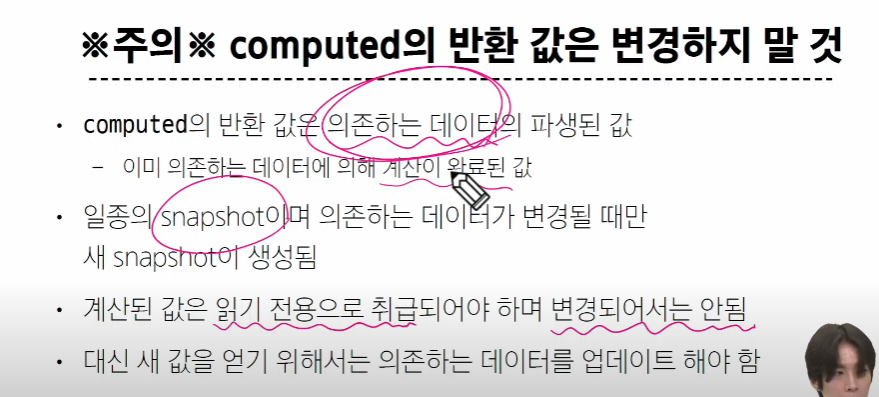 ※주의※ computed의 반환 값은 변경하지 말 것
• computed의 반환 값은 의존하는 데이터의 파생된 값
– 이미 의존하는 데이터에 의해 계산이 완료된 값
• 일종의 snapshot이며 의존하는 데이터가 변경될 때만
새 snapshot이 생성됨
• 계산된 값은 읽기 전용으로 취급되어야 하며 변경되어서는 안됨
• 대신 새 값을 얻기 위해서는 의존하는 데이터를 업데이트 해야 함